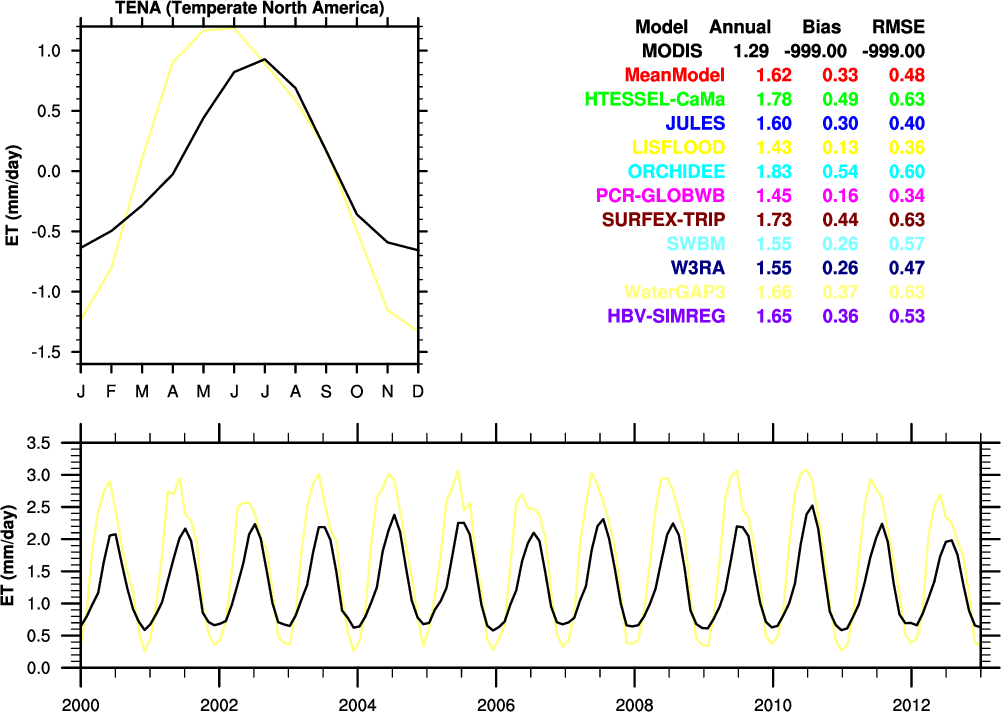 TENA (Temperate North America)
ET (mm/day)
1.0
0.5
0.0
-0.5
-1.0
-1.5
J F M A M J J A S O N D
Model Annual Bias RMSE
MODIS 1.29 -999.00 -999.00
MeanModel 1.62 0.33 0.48
HTESSEL-CaMa 1.78 0.49 0.63
JULES 1.60 0.30 0.40
LISFLOOD 1.43 0.13 0.36
ORCHIDEE 1.83 0.54 0.60
PCR-GLOBWB 1.45 0.16 0.34
SURFEX-TRIP 1.73 0.44 0.63
SWBM 1.55 0.26 0.57
W3RA 1.55 0.26 0.47
WaterGAP3 1.66 0.37 0.63
HBV-SIMREG 1.65 0.36 0.53
ET (mm/day)
3.5
3.0
2.5
2.0
1.5
1.0
0.5
0.0
2000 2002 2004 2006 2008 2010 2012